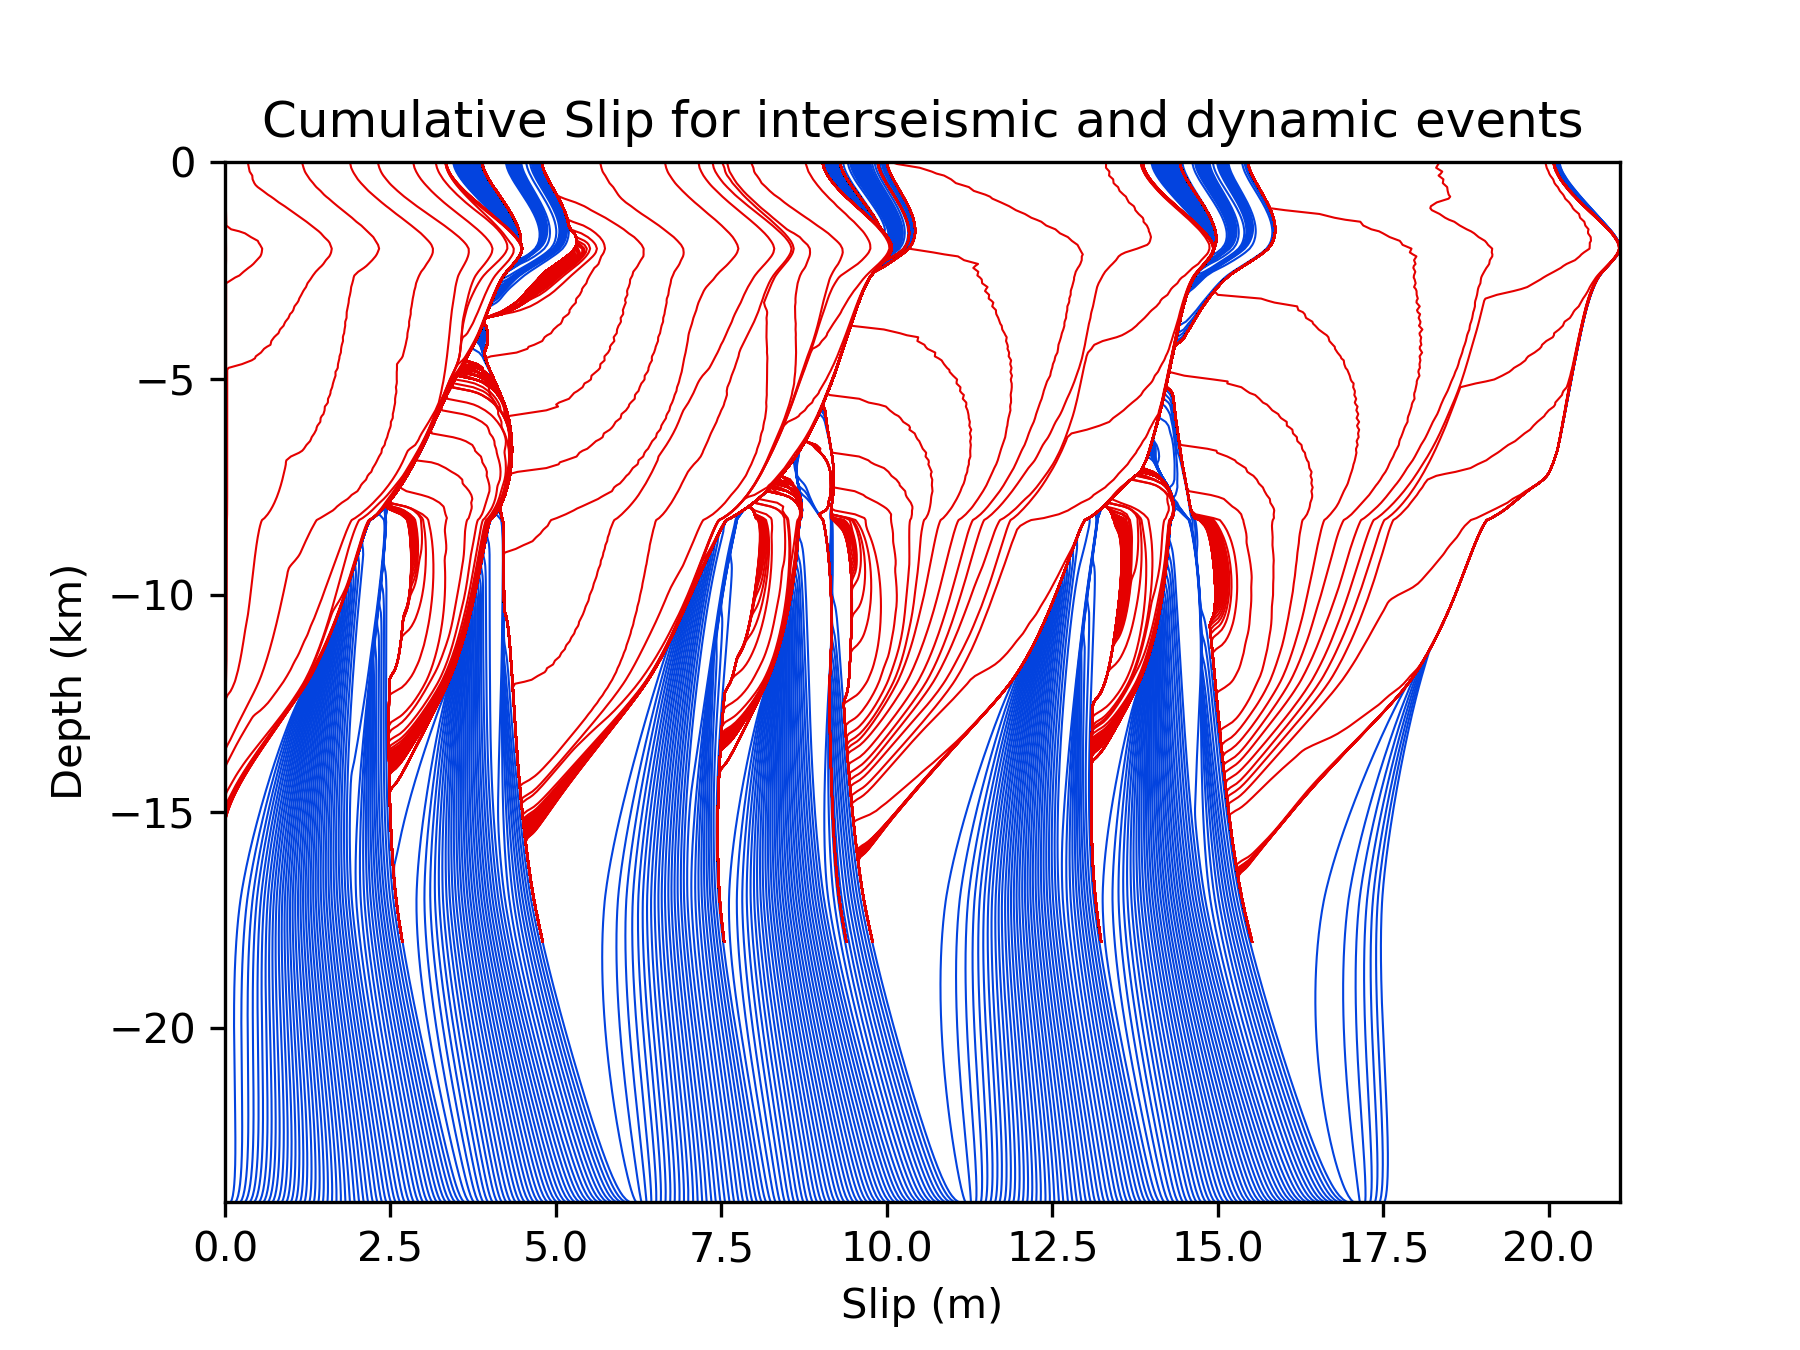 Cumulative Slip for interseismic and dynamic events
0
−5
−10
−15
−20
Depth (km)
0.0 2.5 5.0 7.5 10.0 12.5 15.0 17.5 20.0
Slip (m)